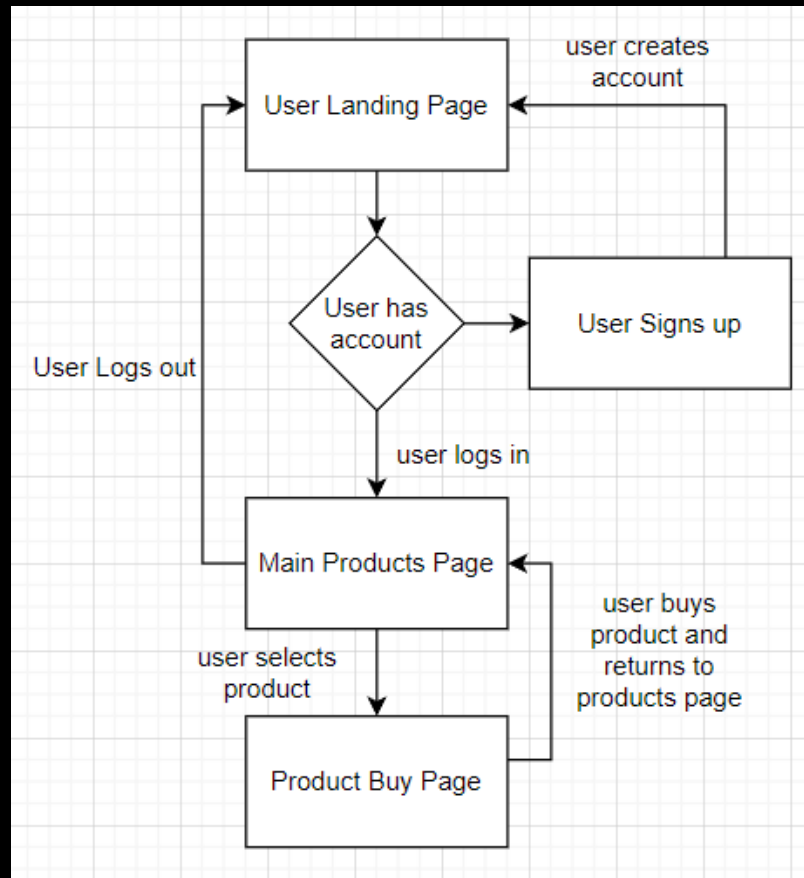 user creates
account
User Landing Page
User has
account
User Signs up
User Logs out
user logs in
Main Products Page
user buys
product and
returns to
products page
user selects
product
Product Buy Page